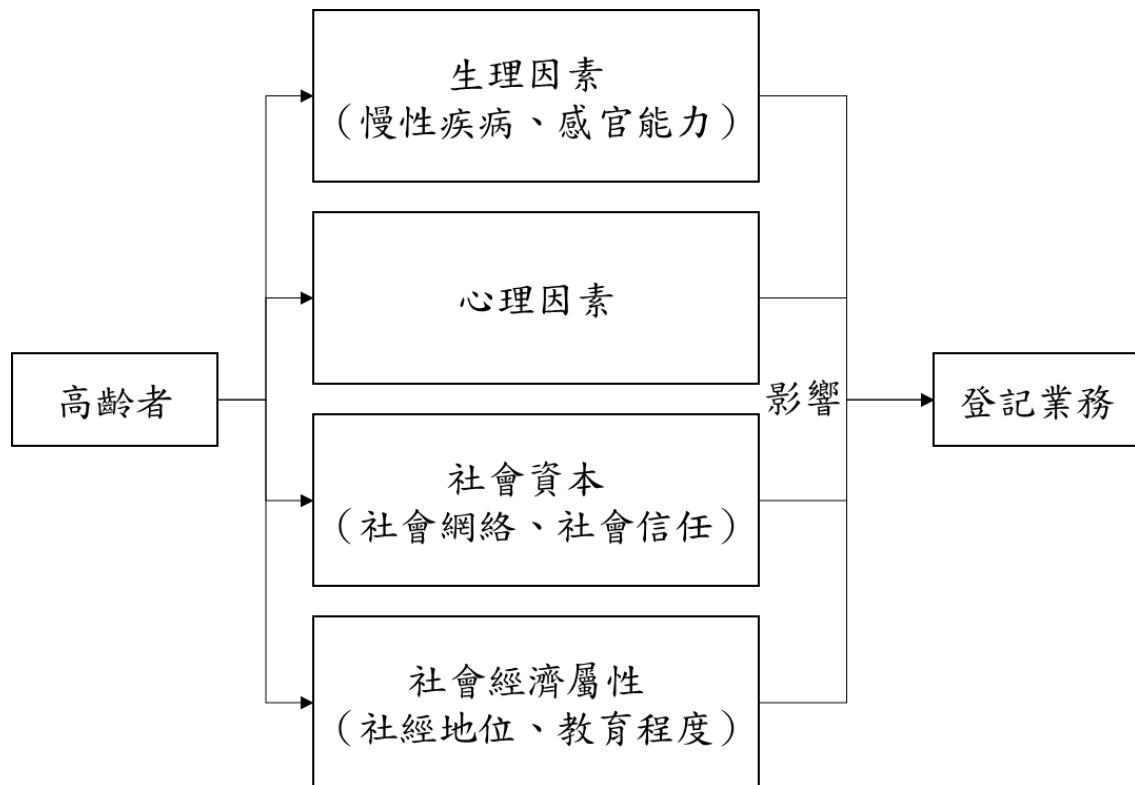 生理因素
（慢性疾病、感官能力）
心理因素
高齡者
影響
登記業務
社會資本
（社會網絡、社會信任）
社會經濟屬性
（社經地位、教育程度）